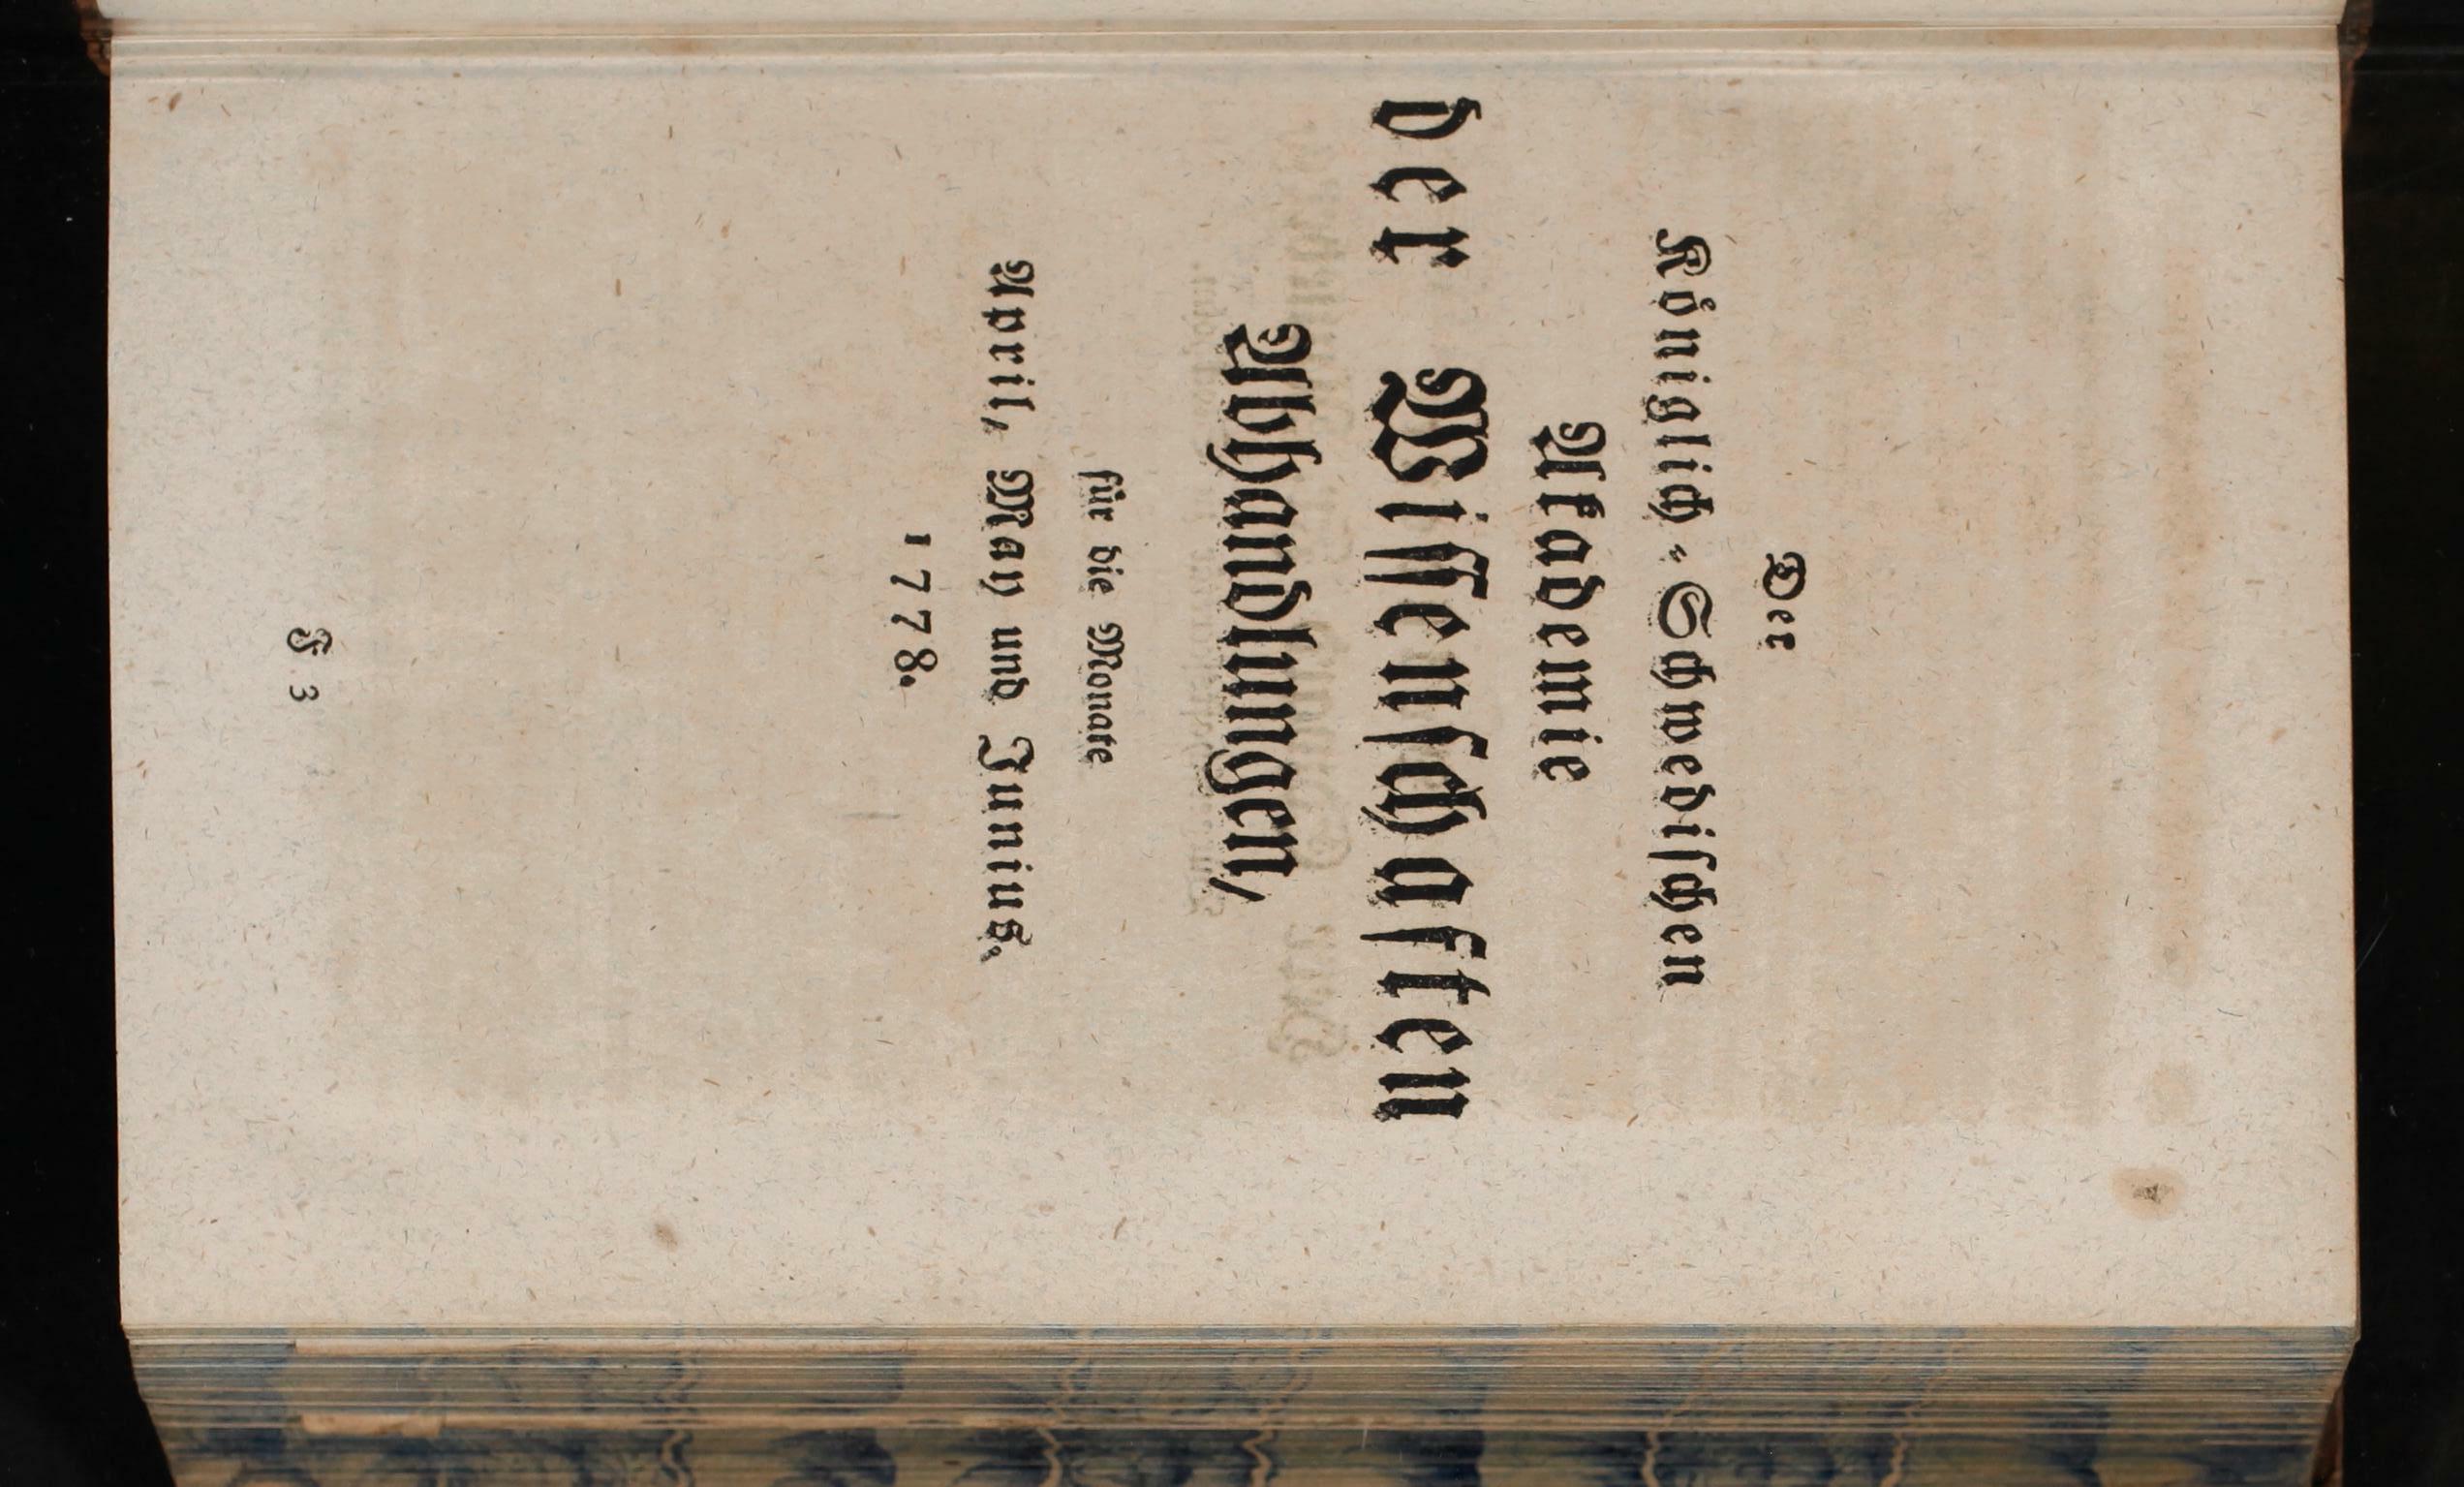 Der
Königlich-Schwedischen
Akademie
der Wissenschaften
Abhandlungen,
für die Monate
April, May und Junius.
1778.
F 3